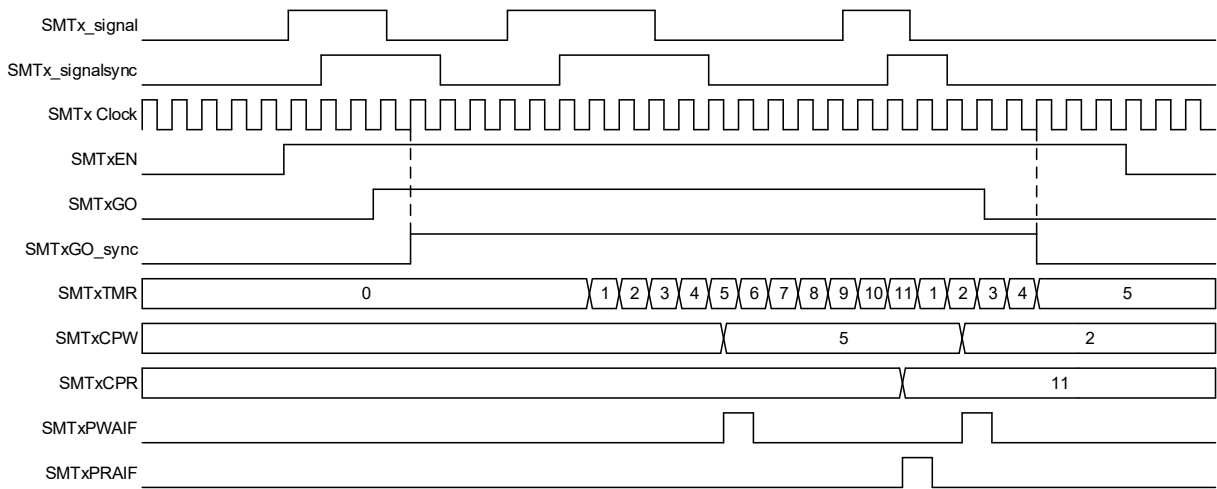 SMTx_signal
SMTx_signalsync
SMTx Clock
SMTxEN
SMTxGO
SMTxGO_sync
SMTxTMR 0 1 2 3 4 5 6 7 8 9 10 11 1 2 3 4 5
SMTxCPW 5 2
SMTxCPR 11
SMTxPWAIF
SMTxPRAIF